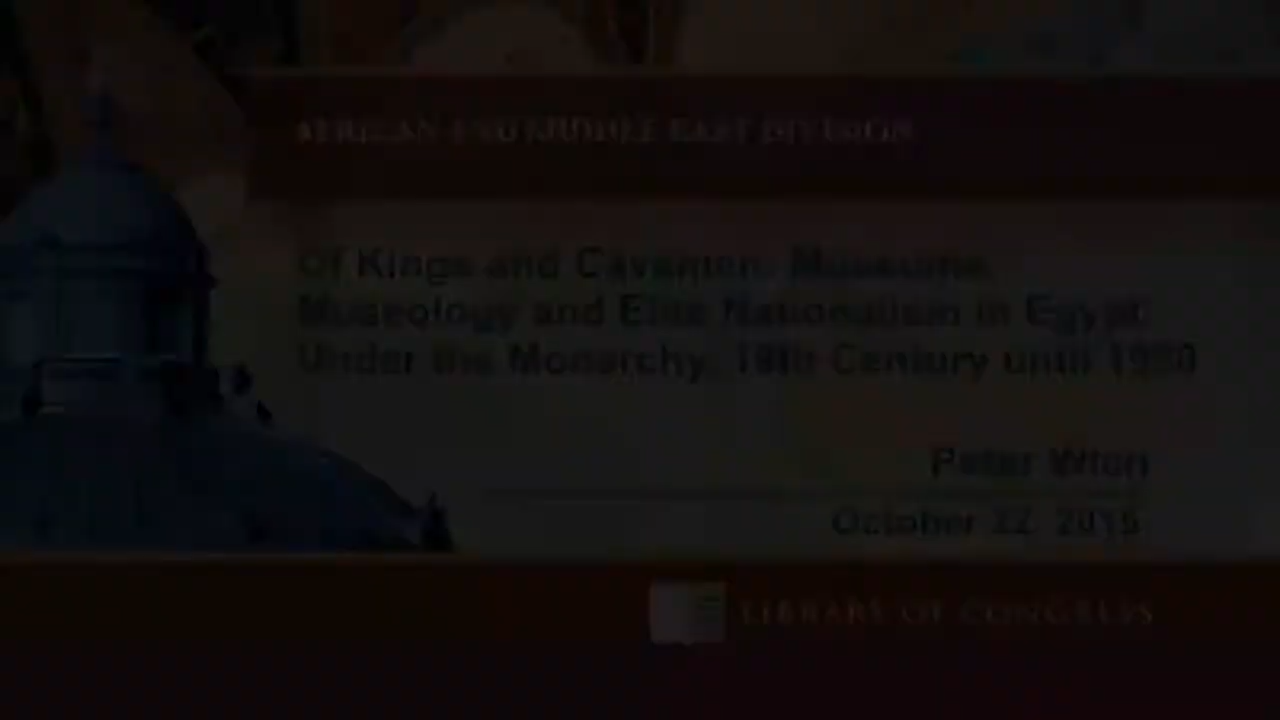 AFRICAN AND MIDDLE EAST DIVISION
Of Kings and Cavemen: Museums,
Museology and Elite Nationalism in Egypt
Under the Monarchy, 19th Century until 1950
Peter
October 22, 2015
LIBRARY OF CONGRESS